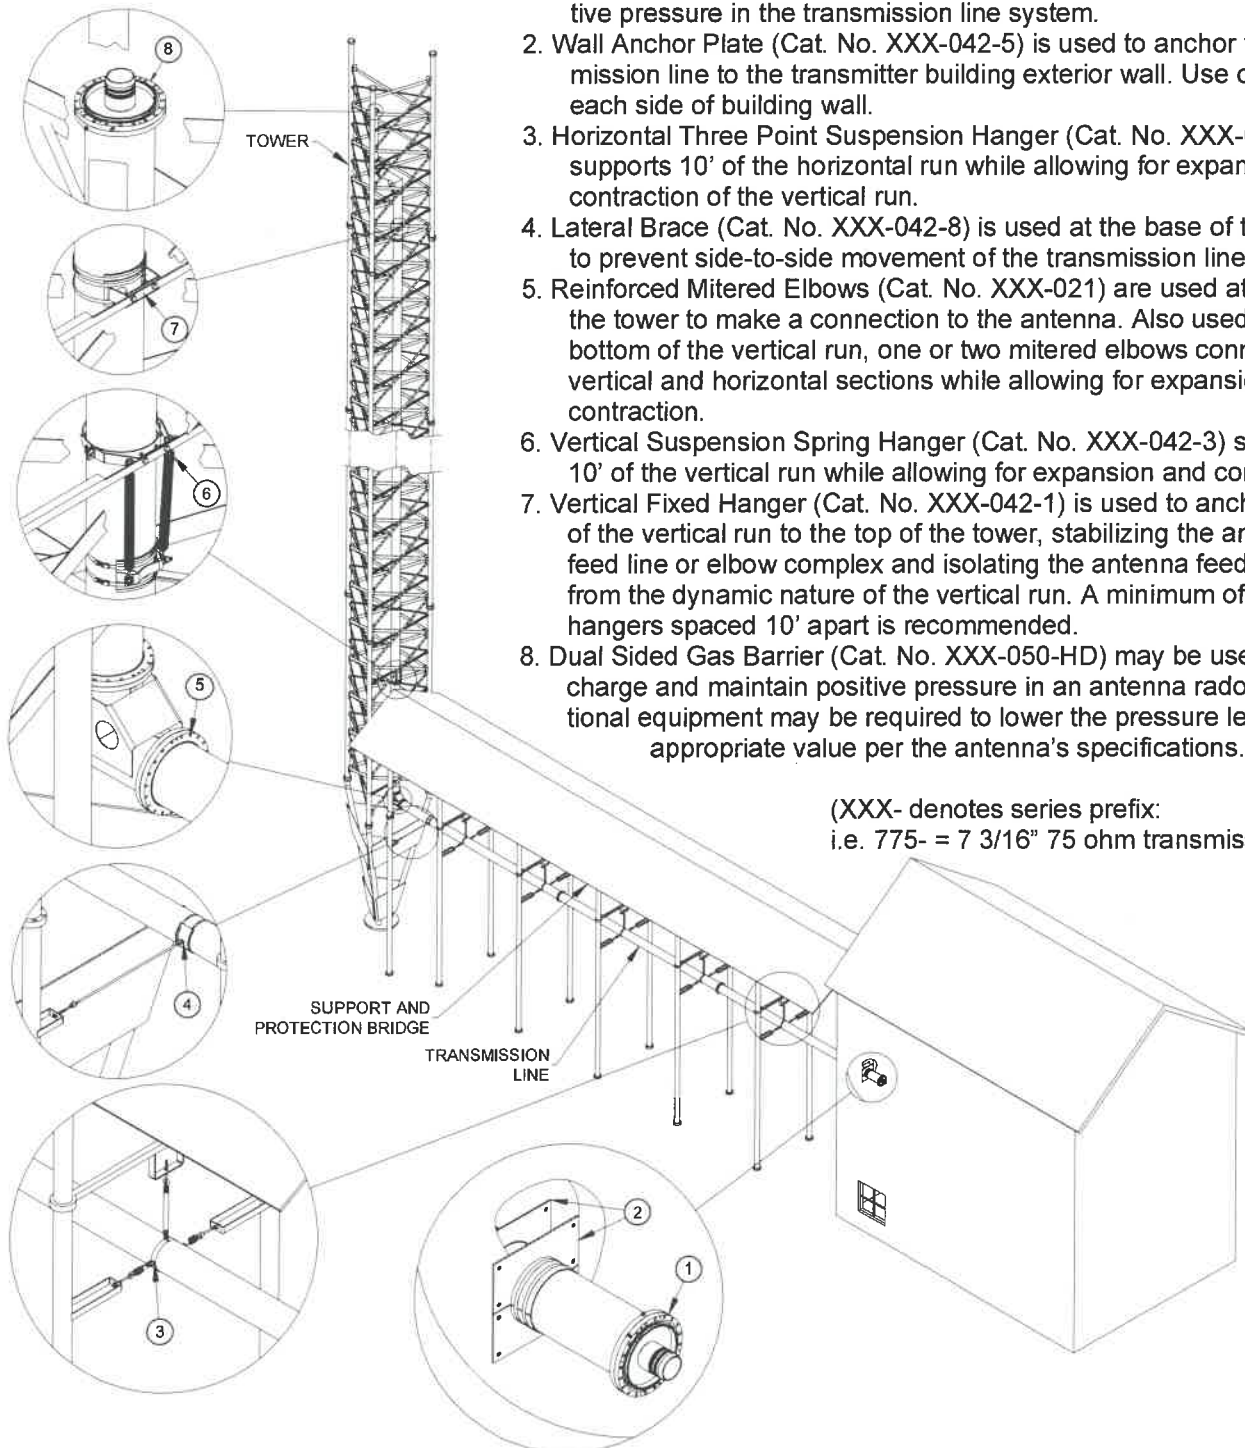 tive pressure in the transmission line system.
2. Wall Anchor Plate (Cat. No. XXX-042-5) is used to anchor
mission line to the transmitter building exterior wall. Use
each side of building wall.
3. Horizontal Three Point Suspension Hanger (Cat. No.
supports 10' of the horizontal run while allowing for
contraction of the vertical run.
4. Lateral Brace (Cat. No. XXX-042-8) is used at the base of
to prevent side-to-side movement of the transmission line
5. Reinforced Mitered Elbows (Cat. No. XXX-021) are used at
the tower to make a connection to the antenna. Also used
bottom of the vertical run, one or two mitered elbows
vertical and horizontal sections while allowing for
contraction.
6. Vertical Suspension Spring Hanger (Cat. No. XXX-042-3)
10' of the vertical run while allowing for expansion and
7. Vertical Fixed Hanger (Cat. No. XXX-042-1) is used to
of the vertical run to the top of the tower, stabilizing the
feed line or elbow complex and isolating the antenna feed
from the dynamic nature of the vertical run. A minimum of
hangers spaced 10' apart is recommended.
8. Dual Sided Gas Barrier (Cat. No. XXX-050-HD) may be
charge and maintain positive pressure in an antenna
tional equipment may be required to lower the pressure
appropriate value per the antenna's specifications.
(XXX- denotes series prefix:
i.e. 775- = 7 3/16" 75 ohm
8
TOWER
7
6
5
4
SUPPORT AND
PROTECTION BRIDGE
TRANSMISSION
LINE
3
2
1